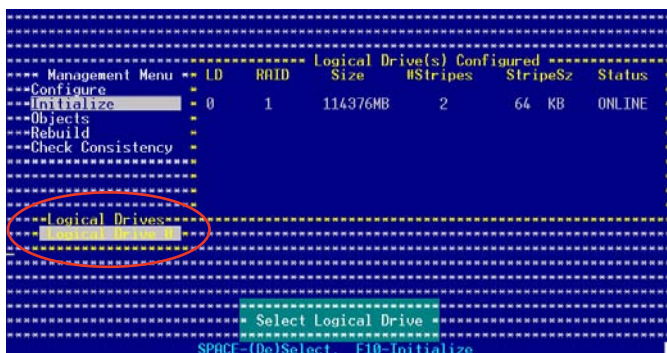 Logical Drive(s) Configured
Management Menu LD RAID Size #Stripes StripeSz Status
Configure
Initialize 0 1 114376MB 2 64 KB ONLINE
Objects
Rebuild
Check Consistency
Logical Drives
Logical Drive 0
Select Logical Drive
SPACE-(De)Select, F10-Initialize